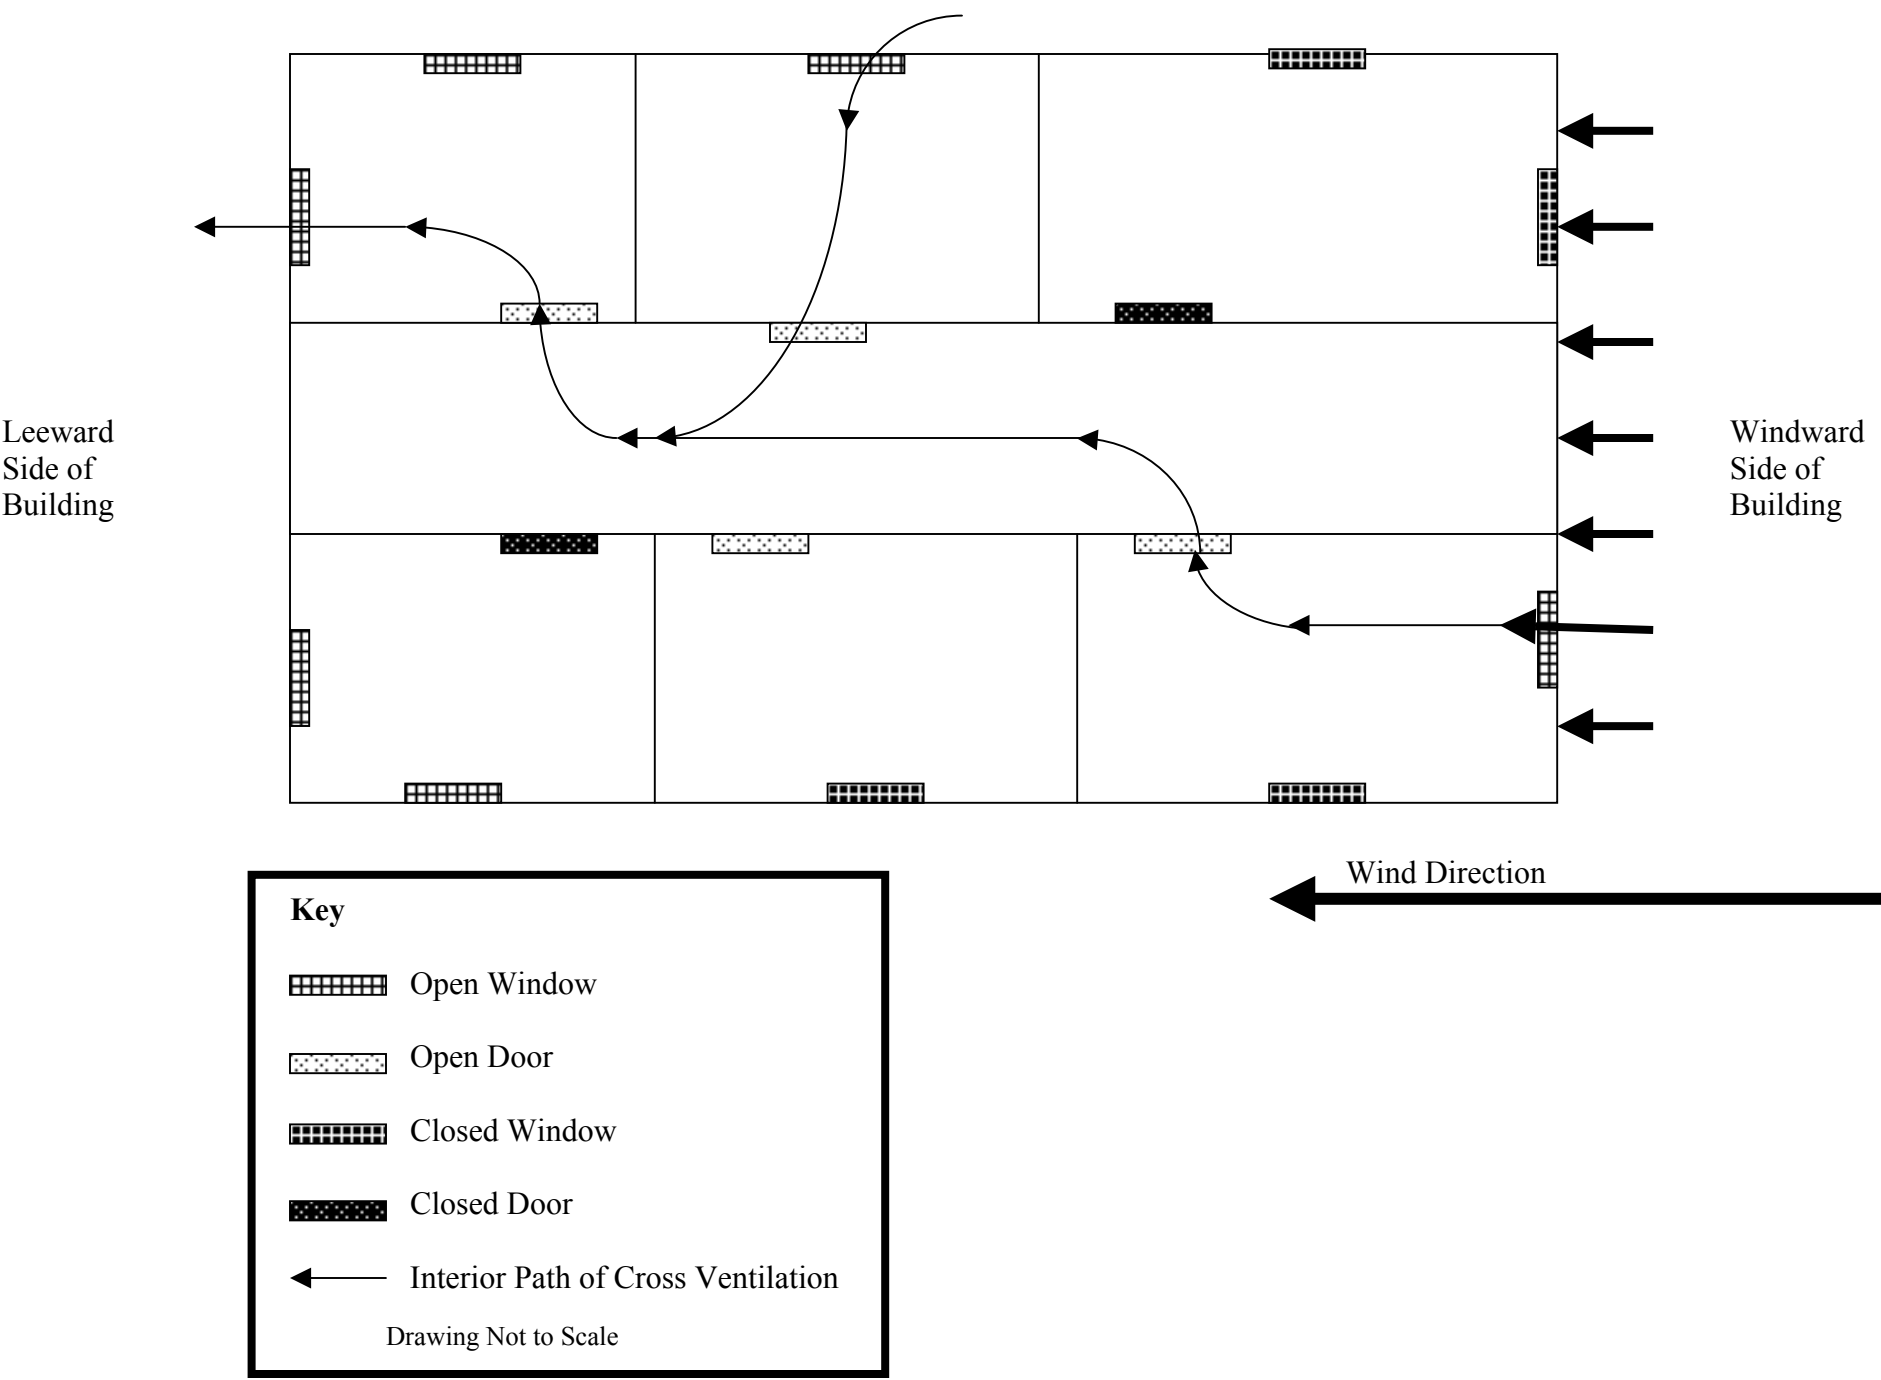 Leeward
Side of
Building
Windward
Side of
Building
Wind Direction
Key
Open Window
Open Door
Closed Window
Closed Door
Interior Path of Cross Ventilation
Drawing Not to Scale